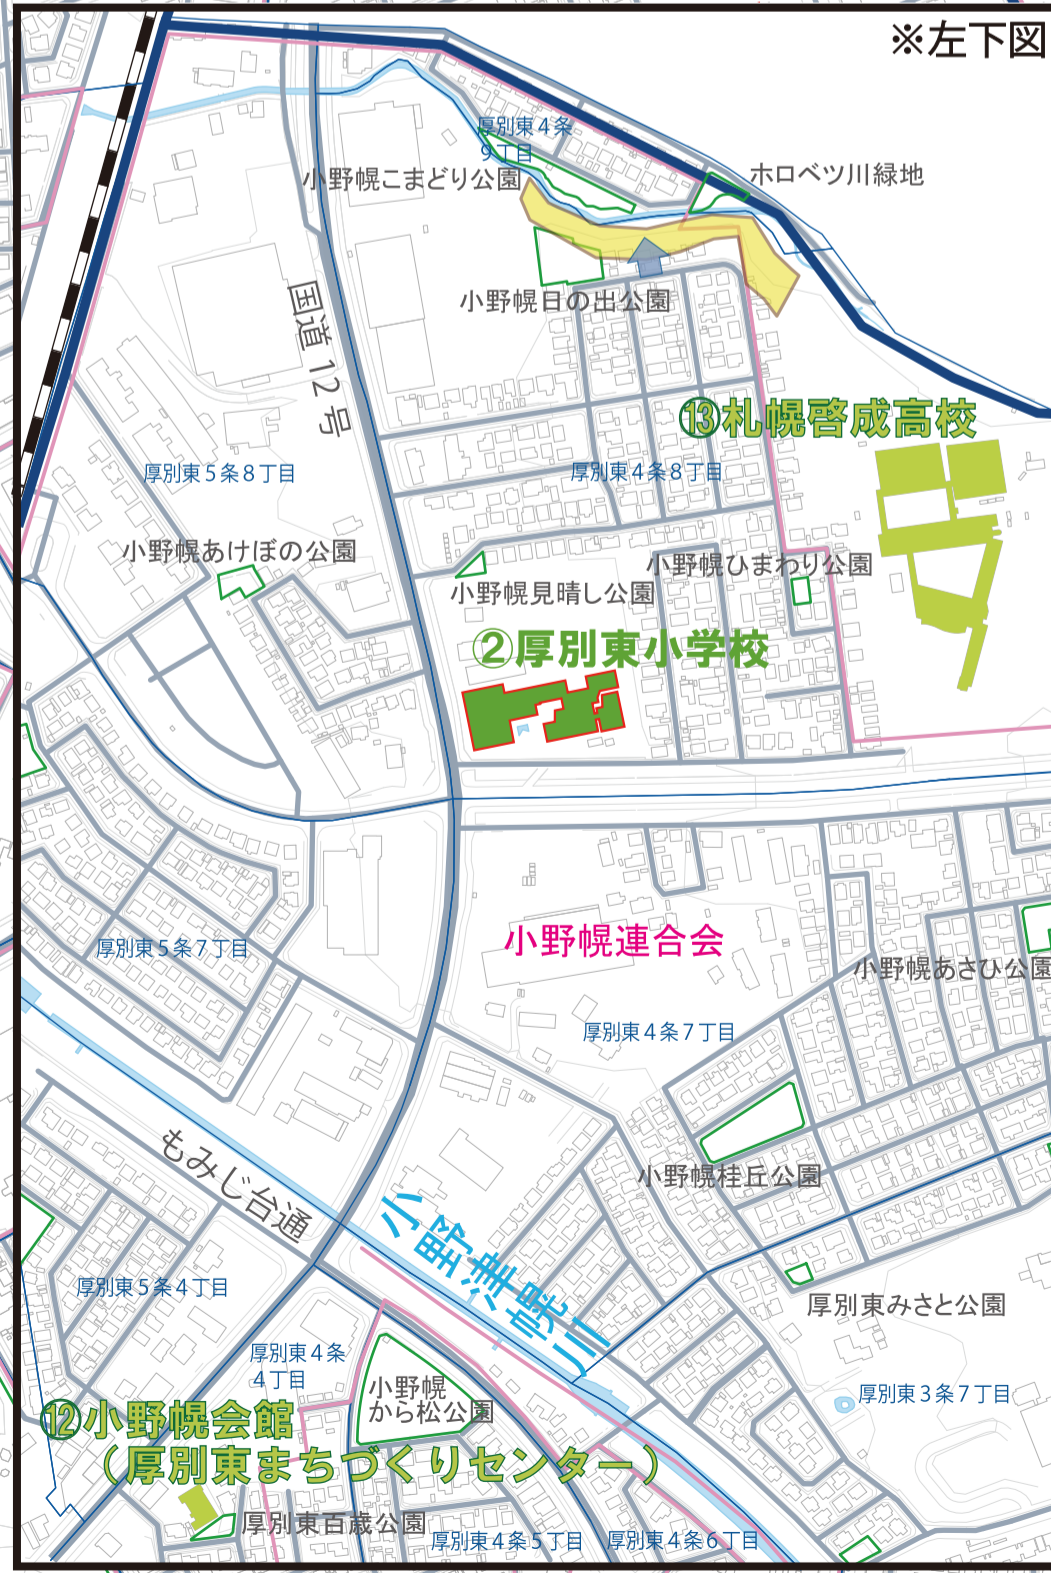 ※左下図
厚別東4条
9丁目
小野幌こまどり公園
ホロベツ川緑地
小野幌日の出公園
国道12号
⑬札幌啓成高校
厚別東5条8丁目
厚別東4条8丁目
小野幌あけぼの公園
小野幌ひまわり公園
小野幌見晴し公園
②厚別東小学校
小野幌連合会
厚別東5条7丁目
小野幌あさひ公園
厚別東4条7丁目
もみじ台通
小野幌桂丘公園
小野津幌川
厚別東5条4丁目
厚別東みさと公園
厚別東4条
4丁目
小野幌
から松公園
厚別東3条7丁目
⑫小野幌会館
（厚別東まちづくりセンター）
厚別東百歳公園
厚別東4条5丁目
厚別東4条6丁目